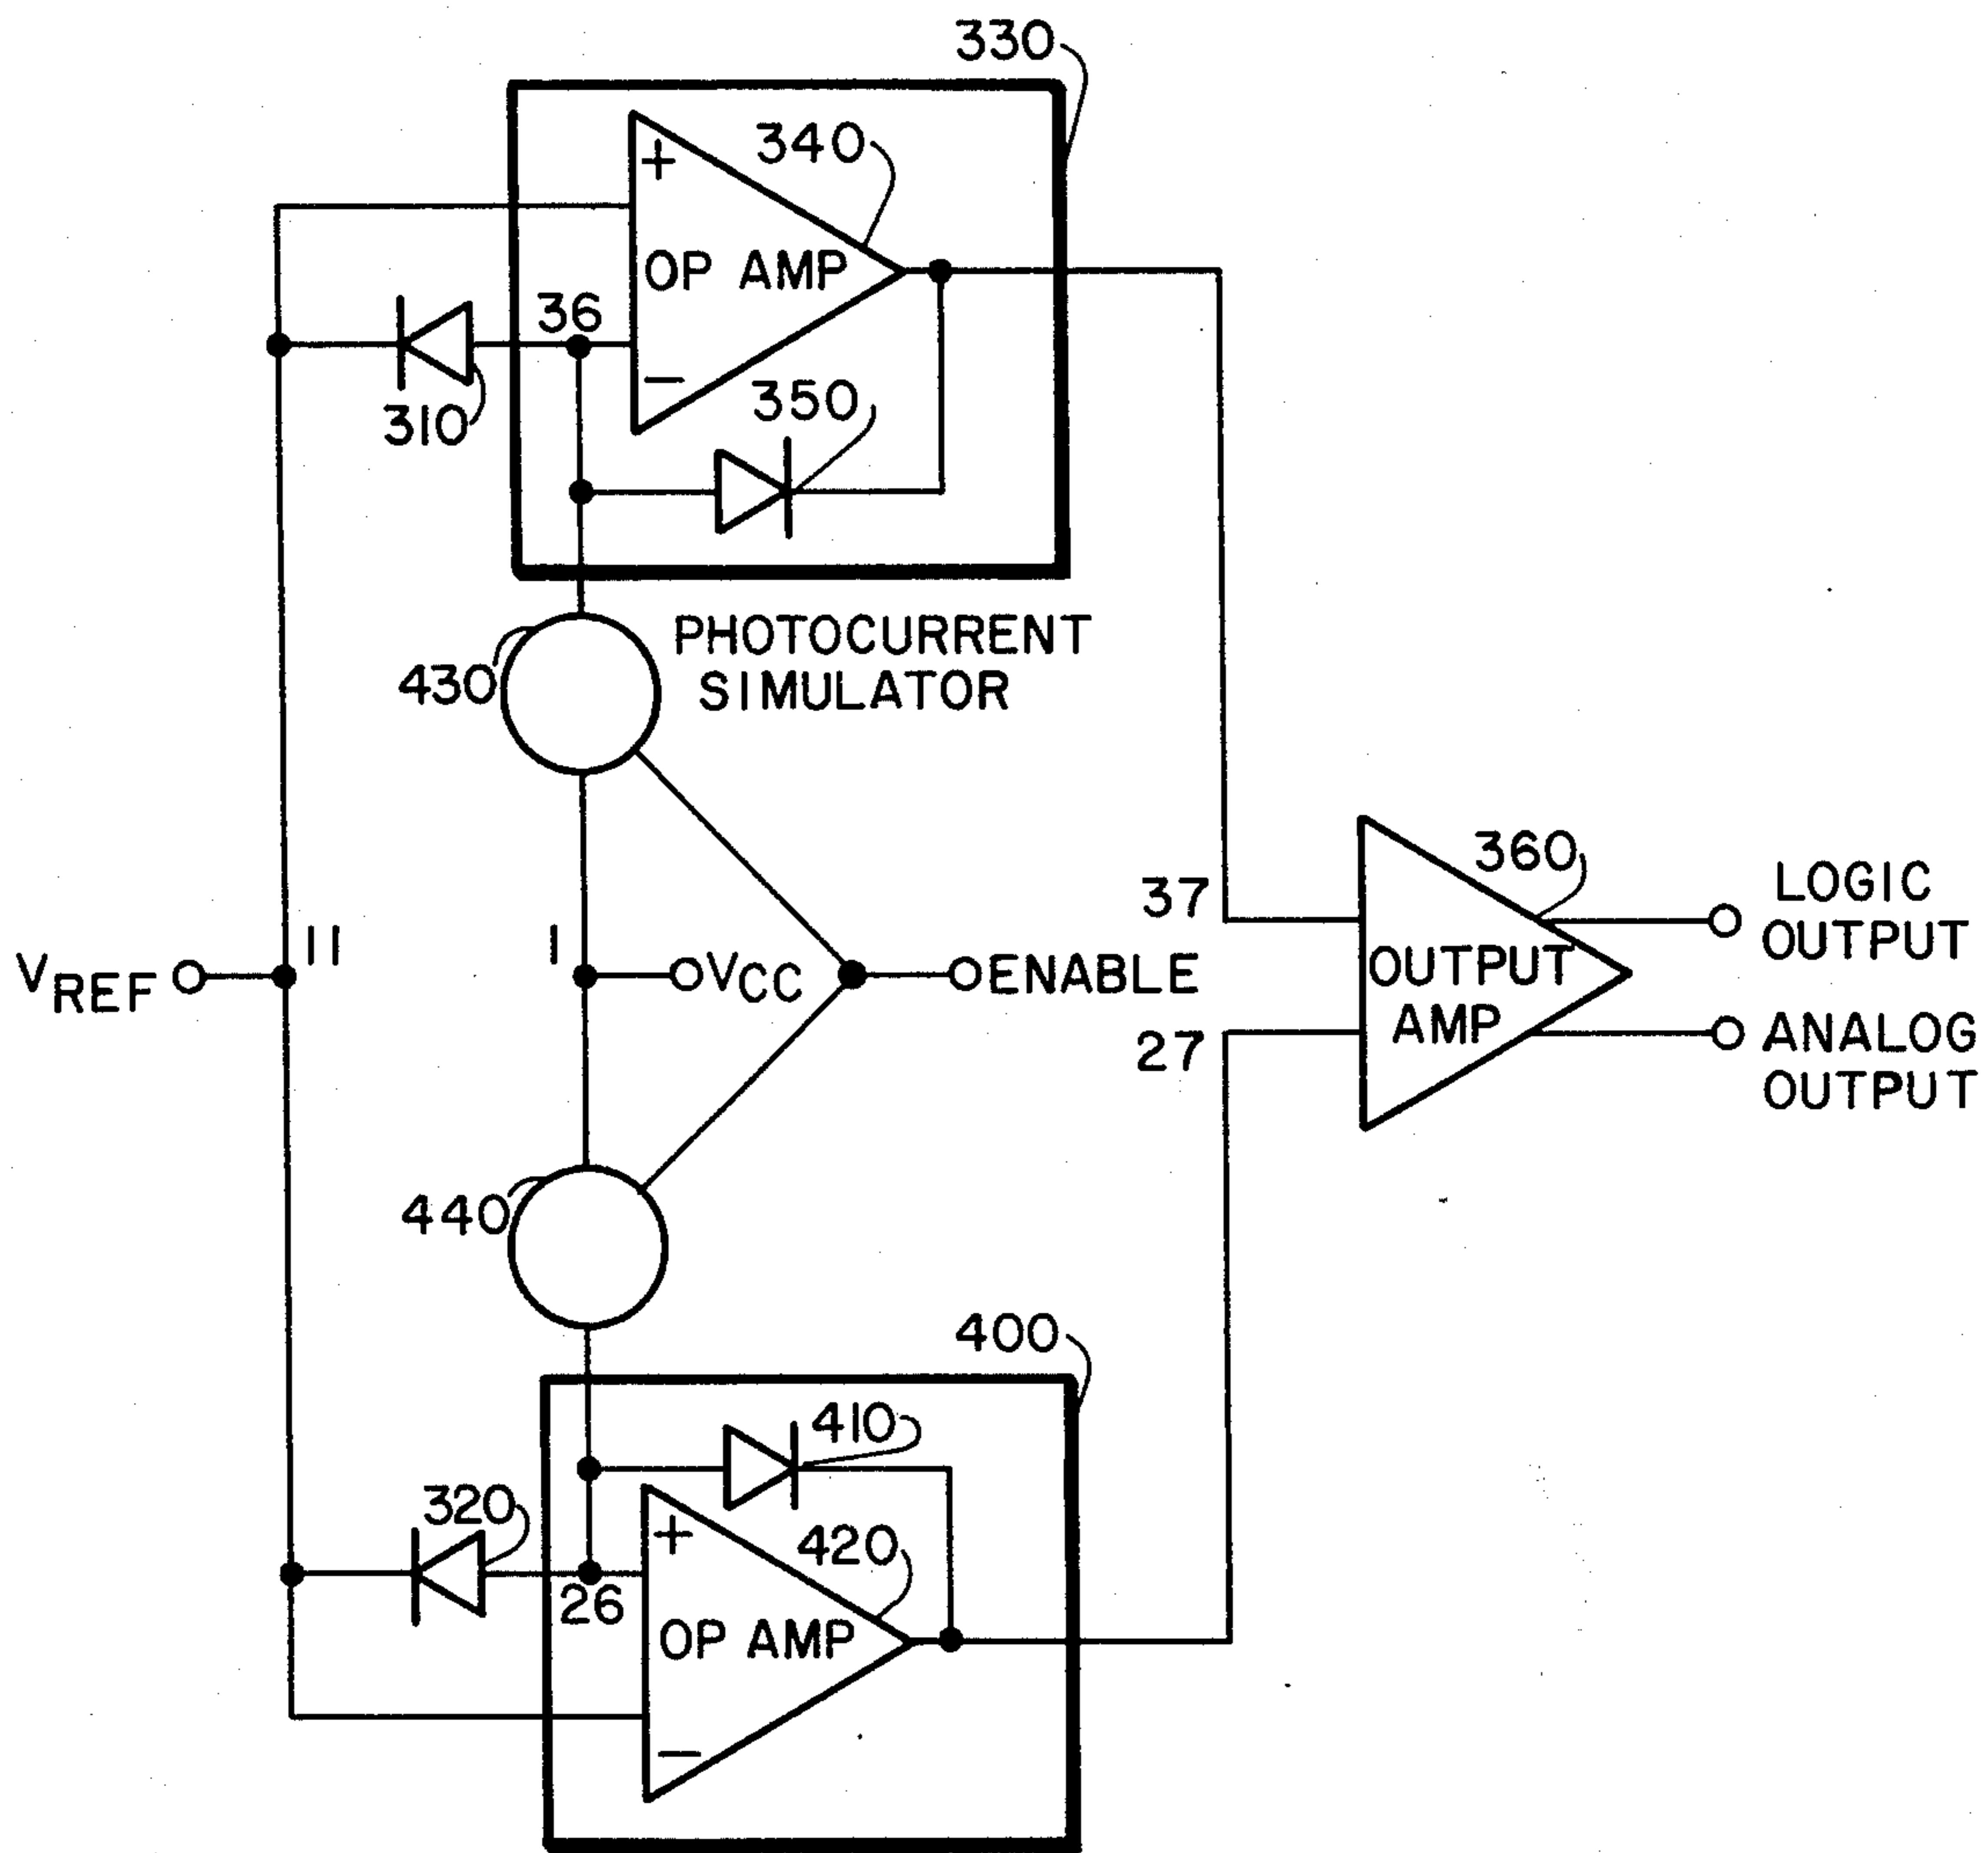 330
+
340
OP AMP
36
−
310
350
PHOTOCURRENT
SIMULATOR
430
360
37
LOGIC
OUTPUT
11
1
VREF
VCC
ENABLE
OUTPUT
AMP
27
ANALOG
OUTPUT
440
400
410
320
+
420
26
OP AMP
−